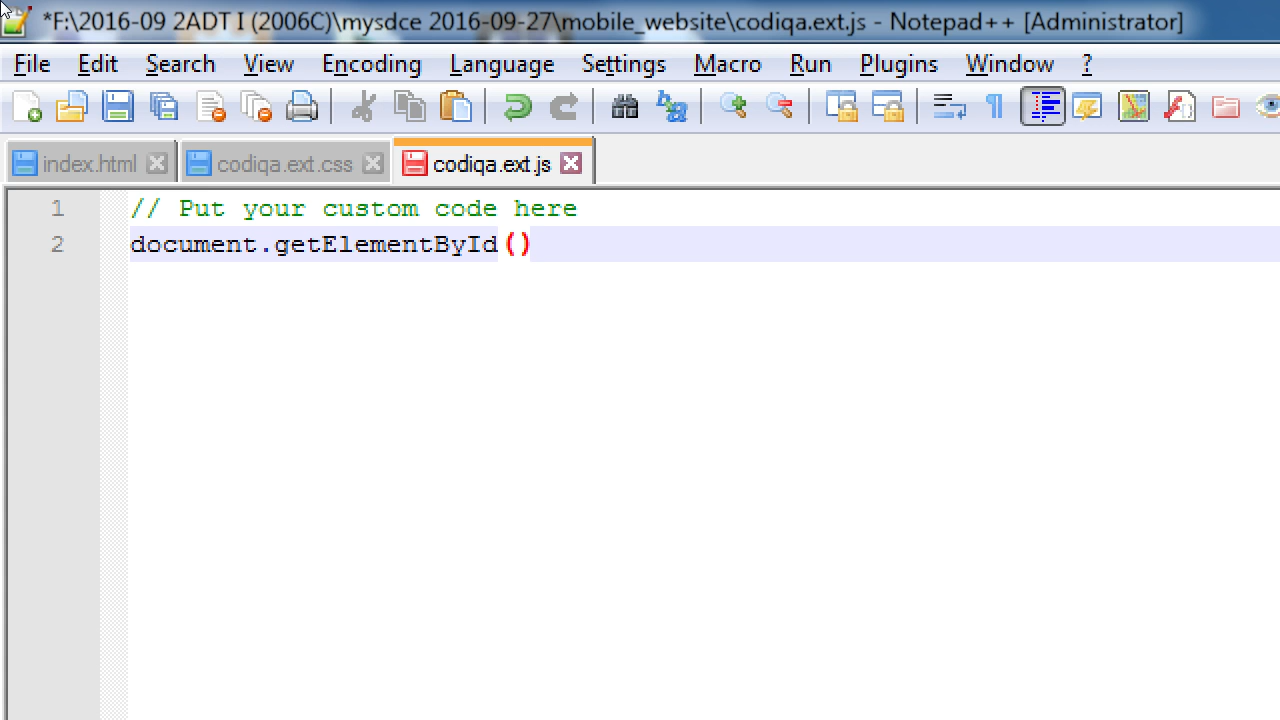 *F:\2016-09 2ADT I (2006C)\mysdce 2016-09-27\mobile_website\codiqa.ext.js - Notepad++ [Administrator]
File Edit Search View Encoding Language Settings Macro Run Plugins Window ?
index.html codiqa.ext.css codiqa.ext.js
1 // Put your custom code here
2 document.getElementById()